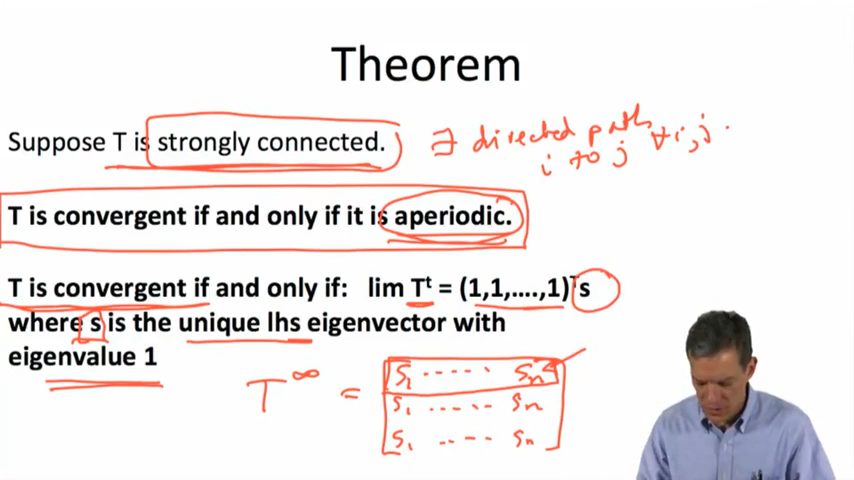 Theorem
Suppose T is strongly connected. ∃ directed path ∀ i, j.
i to j
T is convergent if and only if it is aperiodic.
T is convergent if and only if: lim Tᵗ = (1,1,….,1)ᵀs
where s is the unique lhs eigenvector with
eigenvalue 1
T^∞ = S₁ ..... Sₙ
S₁ ..... Sₙ
S₁ ..... Sₙ